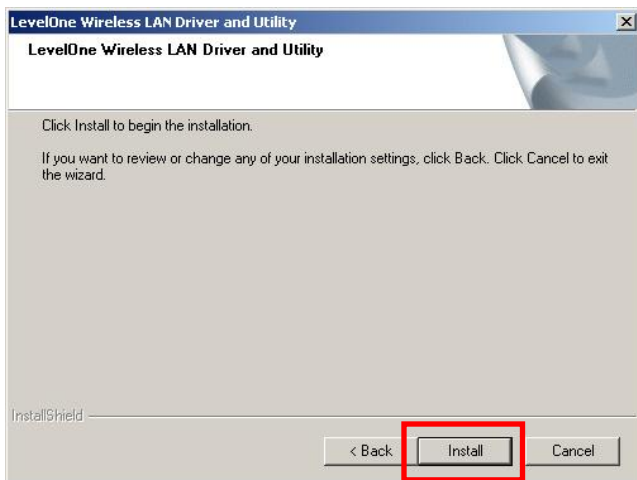 LevelOne Wireless LAN Driver and Utility
LevelOne Wireless LAN Driver and Utility
Click Install to begin the installation.
If you want to review or change any of your installation settings, click Back. Click Cancel to exit
the wizard.
InstallShield
< Back Install Cancel